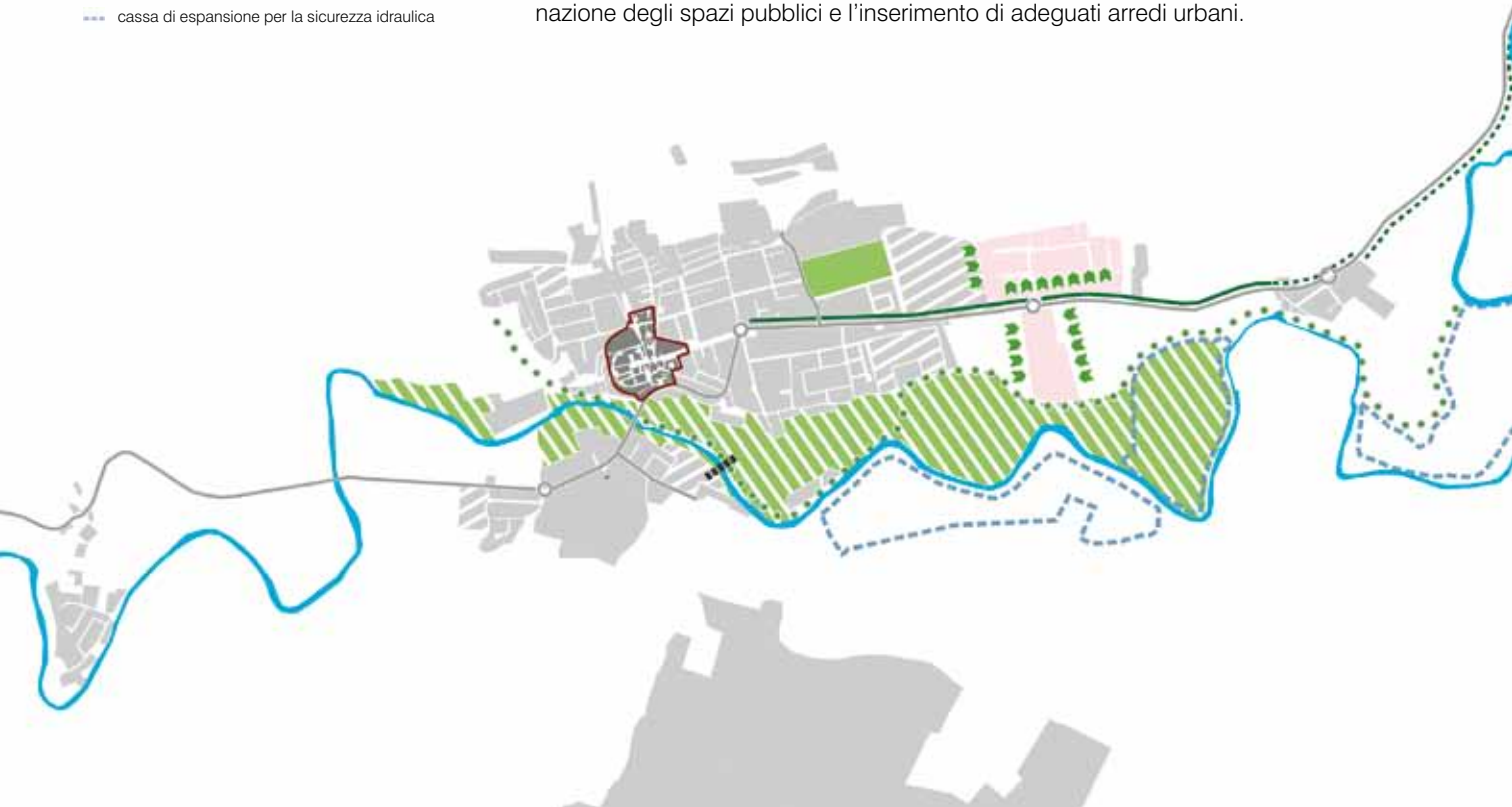 cassa di espansione per la sicurezza idraulica
nazione degli spazi pubblici e l'inserimento di adeguati arredi urbani.